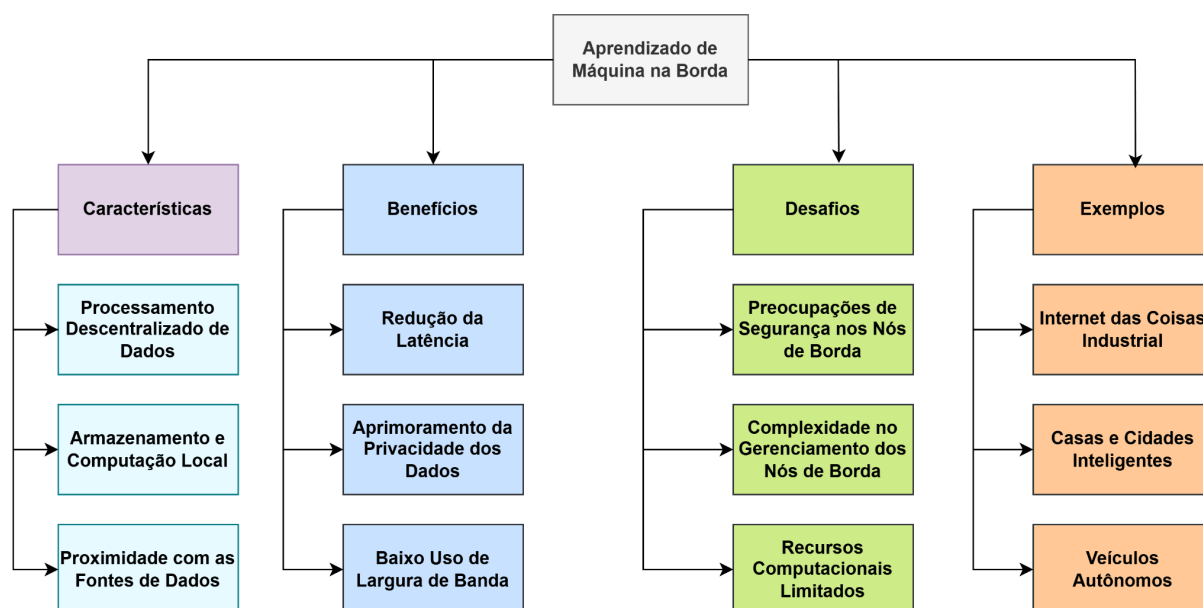 Aprendizado de
Máquina na Borda
Características
Benefícios
Desafios
Exemplos
Processamento
Descentralizado de
Dados
Redução da
Latência
Preocupações de
Segurança nos Nós
de Borda
Internet das Coisas
Industrial
Armazenamento e
Computação Local
Aprimoramento da
Privacidade dos
Dados
Complexidade no
Gerenciamento dos
Nós de Borda
Casas e Cidades
Inteligentes
Proximidade com as
Fontes de Dados
Baixo Uso de
Largura de Banda
Recursos
Computacionais
Limitados
Veículos
Autônomos